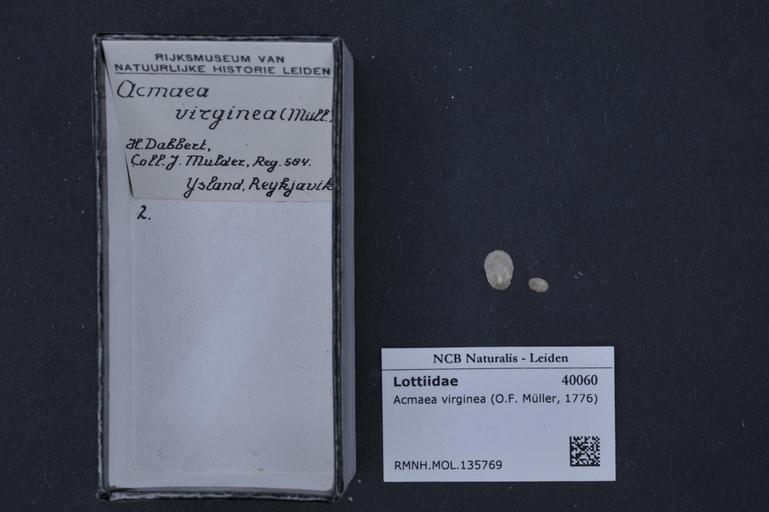 RIJKSMUSEUM VAN
NATUURLIJKE HISTORIE LEIDEN
Acmaea
virginea (Müll.)
H. Dabbert,
Coll. J. Mulder, Reg. 504.
Ysland, Reykjavik
2.
NCB Naturalis - Leiden
Lottiidae 40060
Acmaea virginea (O.F. Müller, 1776)
RMNH.MOL.135769